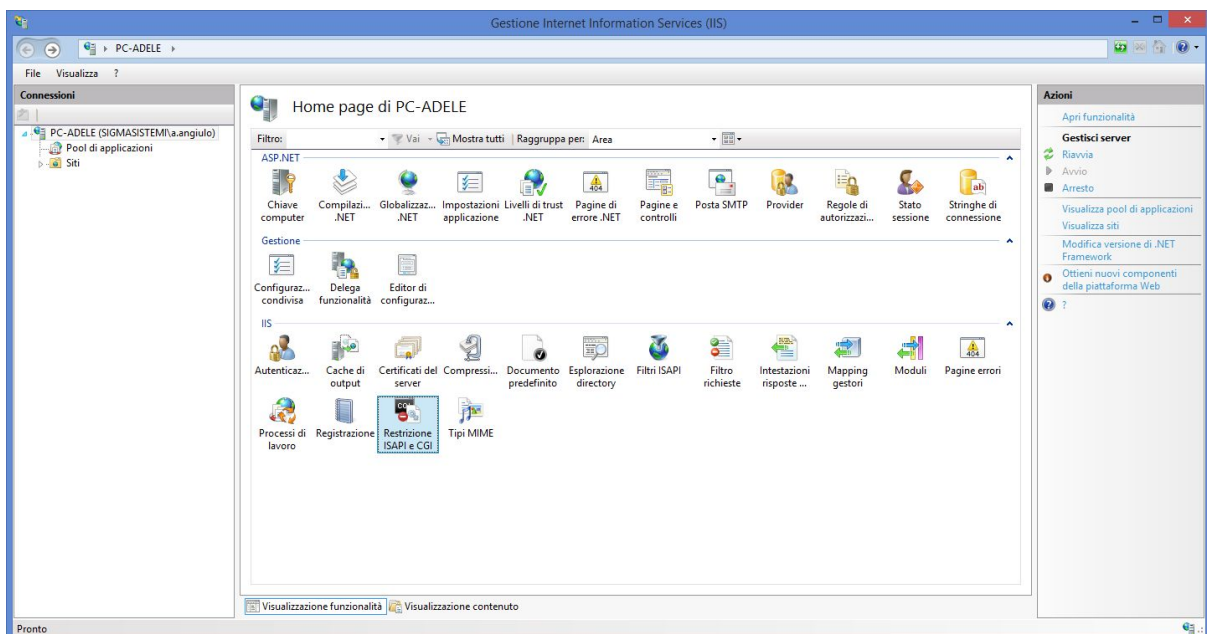 Gestione Internet Information Services (IIS)
PC-ADELE
File Visualizza ?
Connessioni
PC-ADELE (SIGMASISTEMI\a.angiulo)
Pool di applicazioni
Siti
Home page di PC-ADELE
Filtro: Vai Mostra tutti Raggruppa per: Area
ASP.NET
Chiave computer
Compilazi... .NET
Globalizzaz... .NET
Impostazioni applicazione
Livelli di trust .NET
Pagine di errore .NET
Pagine e controlli
Posta SMTP
Provider
Regole di autorizzazi...
Stato sessione
Stringhe di connessione
Gestione
Configuraz... condivisa
Delega funzionalità
Editor di configuraz...
IIS
Autenticaz...
Cache di output
Certificati del server
Compressi...
Documento predefinito
Esplorazione directory
Filtri ISAPI
Filtro richieste
Intestazioni risposte ...
Mapping gestori
Moduli
Pagine errori
Processi di lavoro
Registrazione
Restrizione ISAPI e CGI
Tipi MIME
Visualizzazione funzionalità Visualizzazione contenuto
Azioni
Apri funzionalità
Gestisci server
Riavvia
Avvio
Arresto
Visualizza pool di applicazioni
Visualizza siti
Modifica versione di .NET
Framework
Ottieni nuovi componenti
della piattaforma Web
?
Pronto